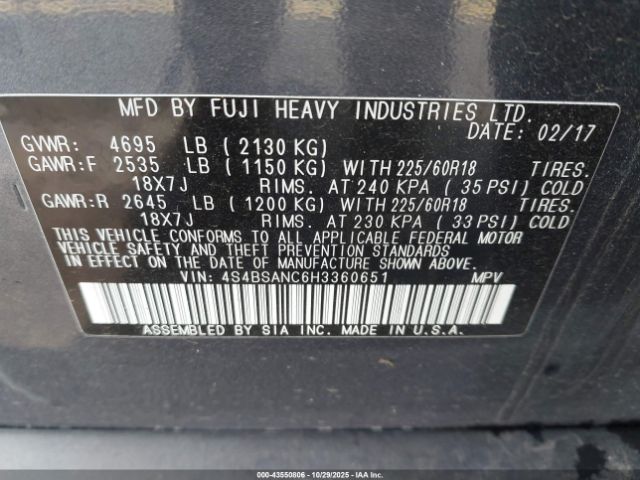 MFD BY FUJI HEAVY INDUSTRIES LTD.
DATE: 02/17
GVWR: 4695 LB ( 2130 KG)
GAWR:F 2535 LB ( 1150 KG) WITH 225/60R18 TIRES.
18X7J RIMS. AT 240 KPA ( 35 PSI) COLD
GAWR:R 2645 LB ( 1200 KG) WITH 225/60R18 TIRES.
18X7J RIMS. AT 230 KPA ( 33 PSI) COLD
THIS VEHICLE CONFORMS TO ALL APPLICABLE FEDERAL MOTOR
VEHICLE SAFETY AND THEFT PREVENTION STANDARDS
IN EFFECT ON THE DATE OF MANUFACTURE SHOWN ABOVE.
VIN: 4S4BSANC6H3360651 MPV
ASSEMBLED BY SIA INC. MADE IN U.S.A.
000-43550806 - 10/29/2025 - IAAI.COM